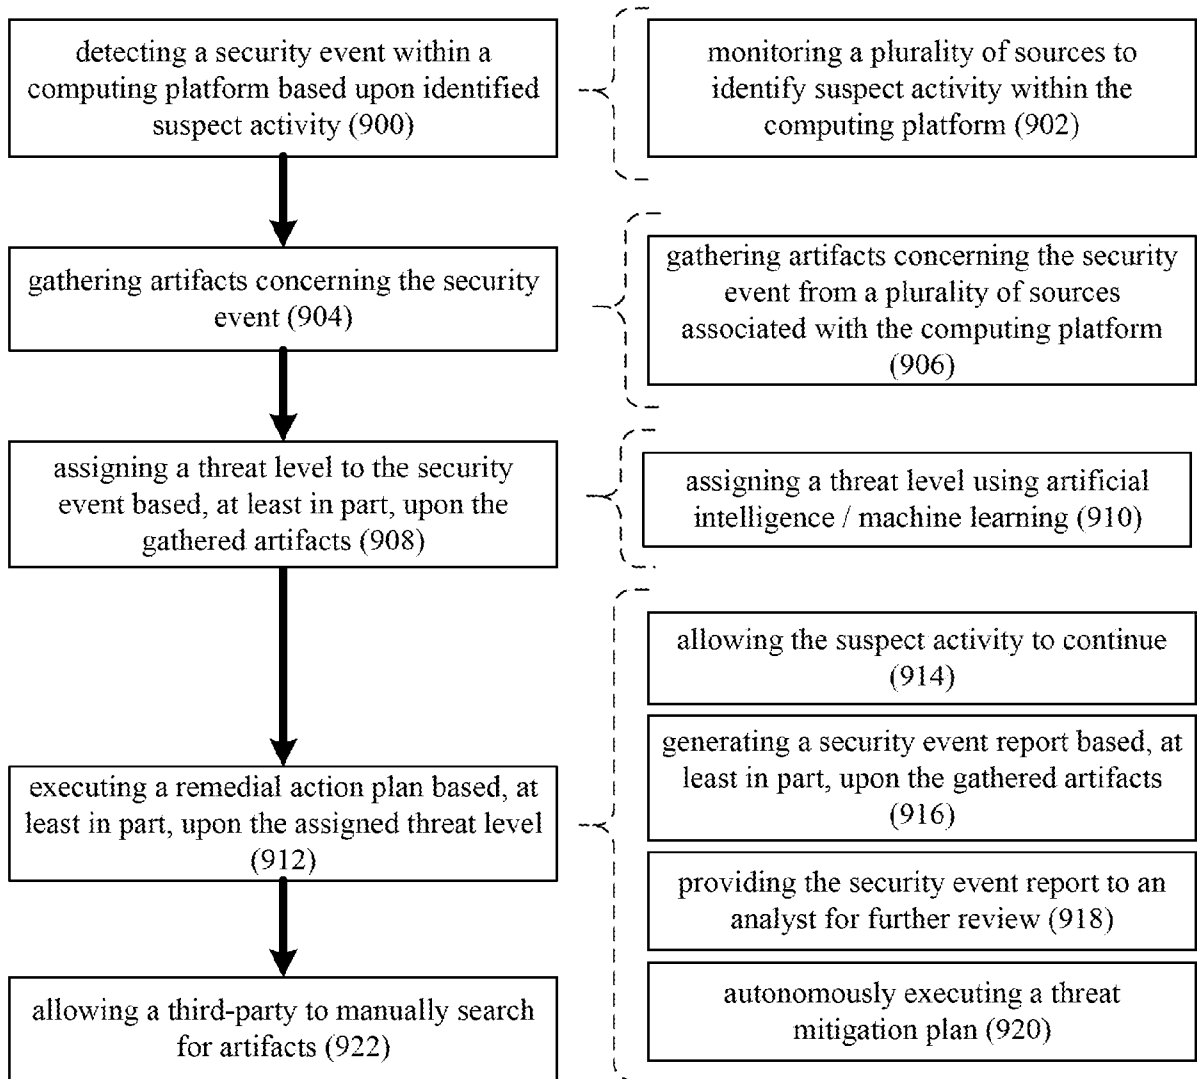 detecting a security event within a
computing platform based upon identified
suspect activity (900)
monitoring a plurality of sources to
identify suspect activity within the
computing platform (902)
gathering artifacts concerning the security
event (904)
gathering artifacts concerning the security
event from a plurality of sources
associated with the computing platform
(906)
assigning a threat level to the security
event based, at least in part, upon the
gathered artifacts (908)
assigning a threat level using artificial
intelligence / machine learning (910)
executing a remedial action plan based, at
least in part, upon the assigned threat level
(912)
allowing the suspect activity to continue
(914)
generating a security event report based, at
least in part, upon the gathered artifacts
(916)
providing the security event report to an
analyst for further review (918)
autonomously executing a threat
mitigation plan (920)
allowing a third-party to manually search
for artifacts (922)